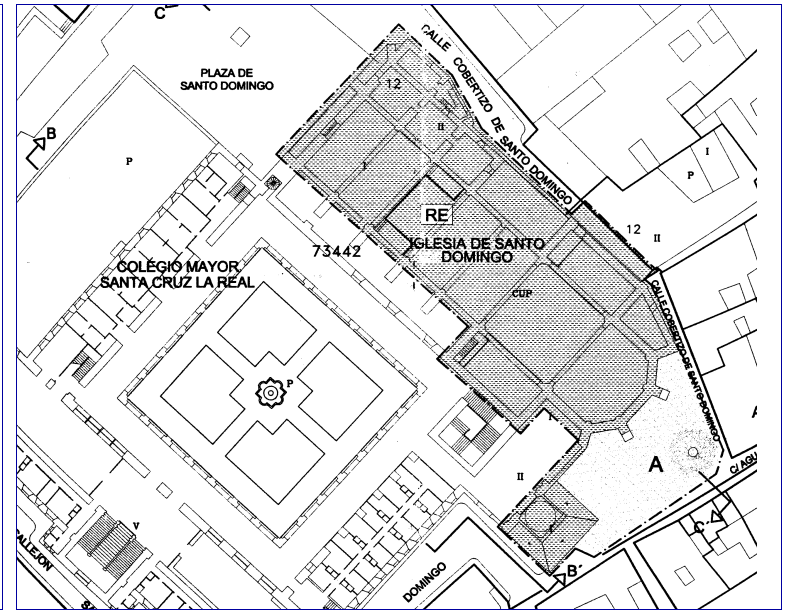 C
CALLE COBERTIZO DE SANTO DOMINGO
PLAZA DE
SANTO DOMINGO
12
B
II
P
I
P
I
RE
12
II
73442
IGLESIA DE SANTO
DOMINGO
COLEGIO MAYOR
SANTA CRUZ LA REAL
CUP
CALLE COBERTIZO DE SANTO DOMINGO
P
A
C/ AGU
II
V
C´
CALLEJON
DOMINGO
B´